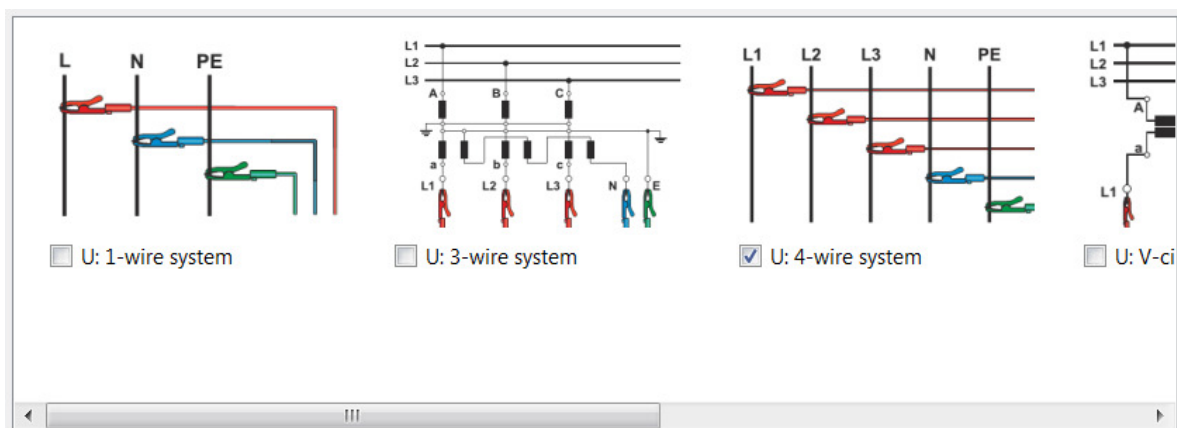 L N PE
L1
L2
L3
A B C
a b c
L1 L2 L3 N E
L1 L2 L3 N PE
L1
L2
L3
A
a
L1
U: 1-wire system
U: 3-wire system
U: 4-wire system
U: V-ci